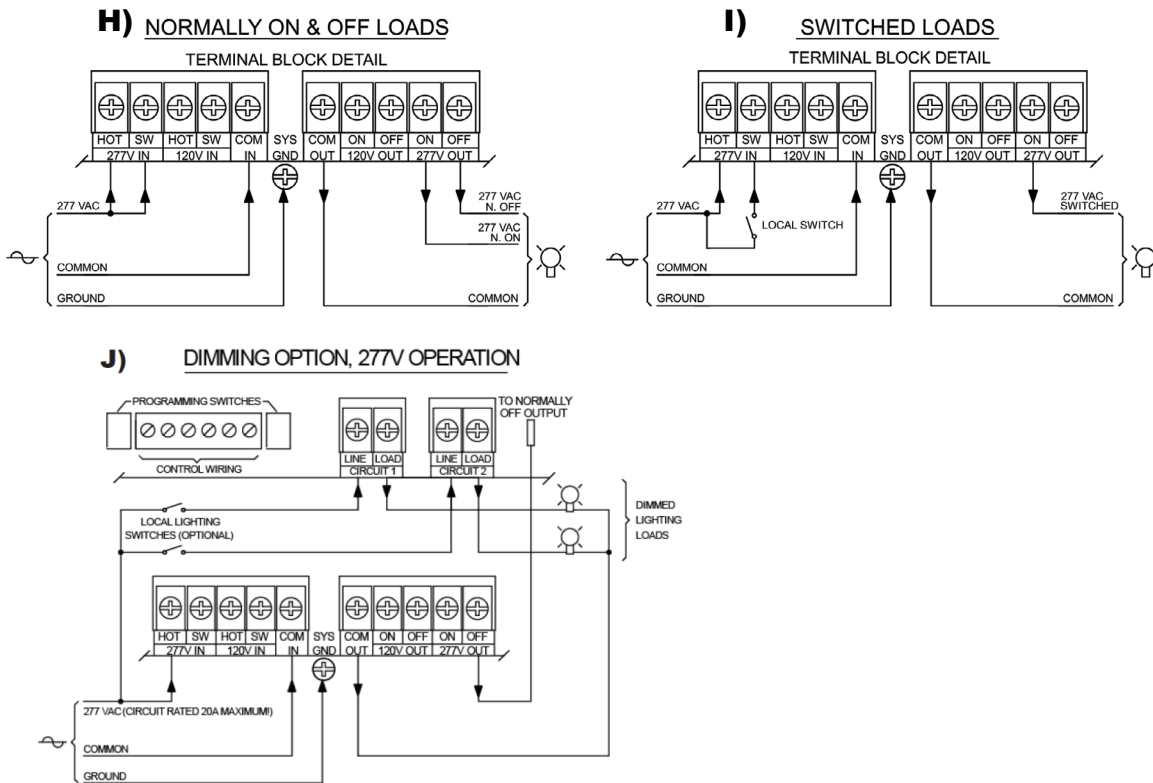 H) NORMALLY ON & OFF LOADS
TERMINAL BLOCK DETAIL
HOT SW HOT SW COM SYS COM ON OFF ON OFF
277V IN 120V IN IN GND OUT 120V OUT 277V OUT
277 VAC
277 VAC
N. OFF
277 VAC
N. ON
COMMON
GROUND
COMMON
I) SWITCHED LOADS
TERMINAL BLOCK DETAIL
HOT SW HOT SW COM SYS COM ON OFF ON OFF
277V IN 120V IN IN GND OUT 120V OUT 277V OUT
277 VAC
LOCAL SWITCH
277 VAC
SWITCHED
COMMON
GROUND
COMMON
J) DIMMING OPTION, 277V OPERATION
PROGRAMMING SWITCHES
CONTROL WIRING
LINE LOAD
CIRCUIT 1
LINE LOAD
CIRCUIT 2
TO NORMALLY
OFF OUTPUT
LOCAL LIGHTING
SWITCHES (OPTIONAL)
DIMMED
LIGHTING
LOADS
HOT SW HOT SW COM SYS COM ON OFF ON OFF
277V IN 120V IN IN GND OUT 120V OUT 277V OUT
277 VAC (CIRCUIT RATED 20A MAXIMUM!)
COMMON
GROUND